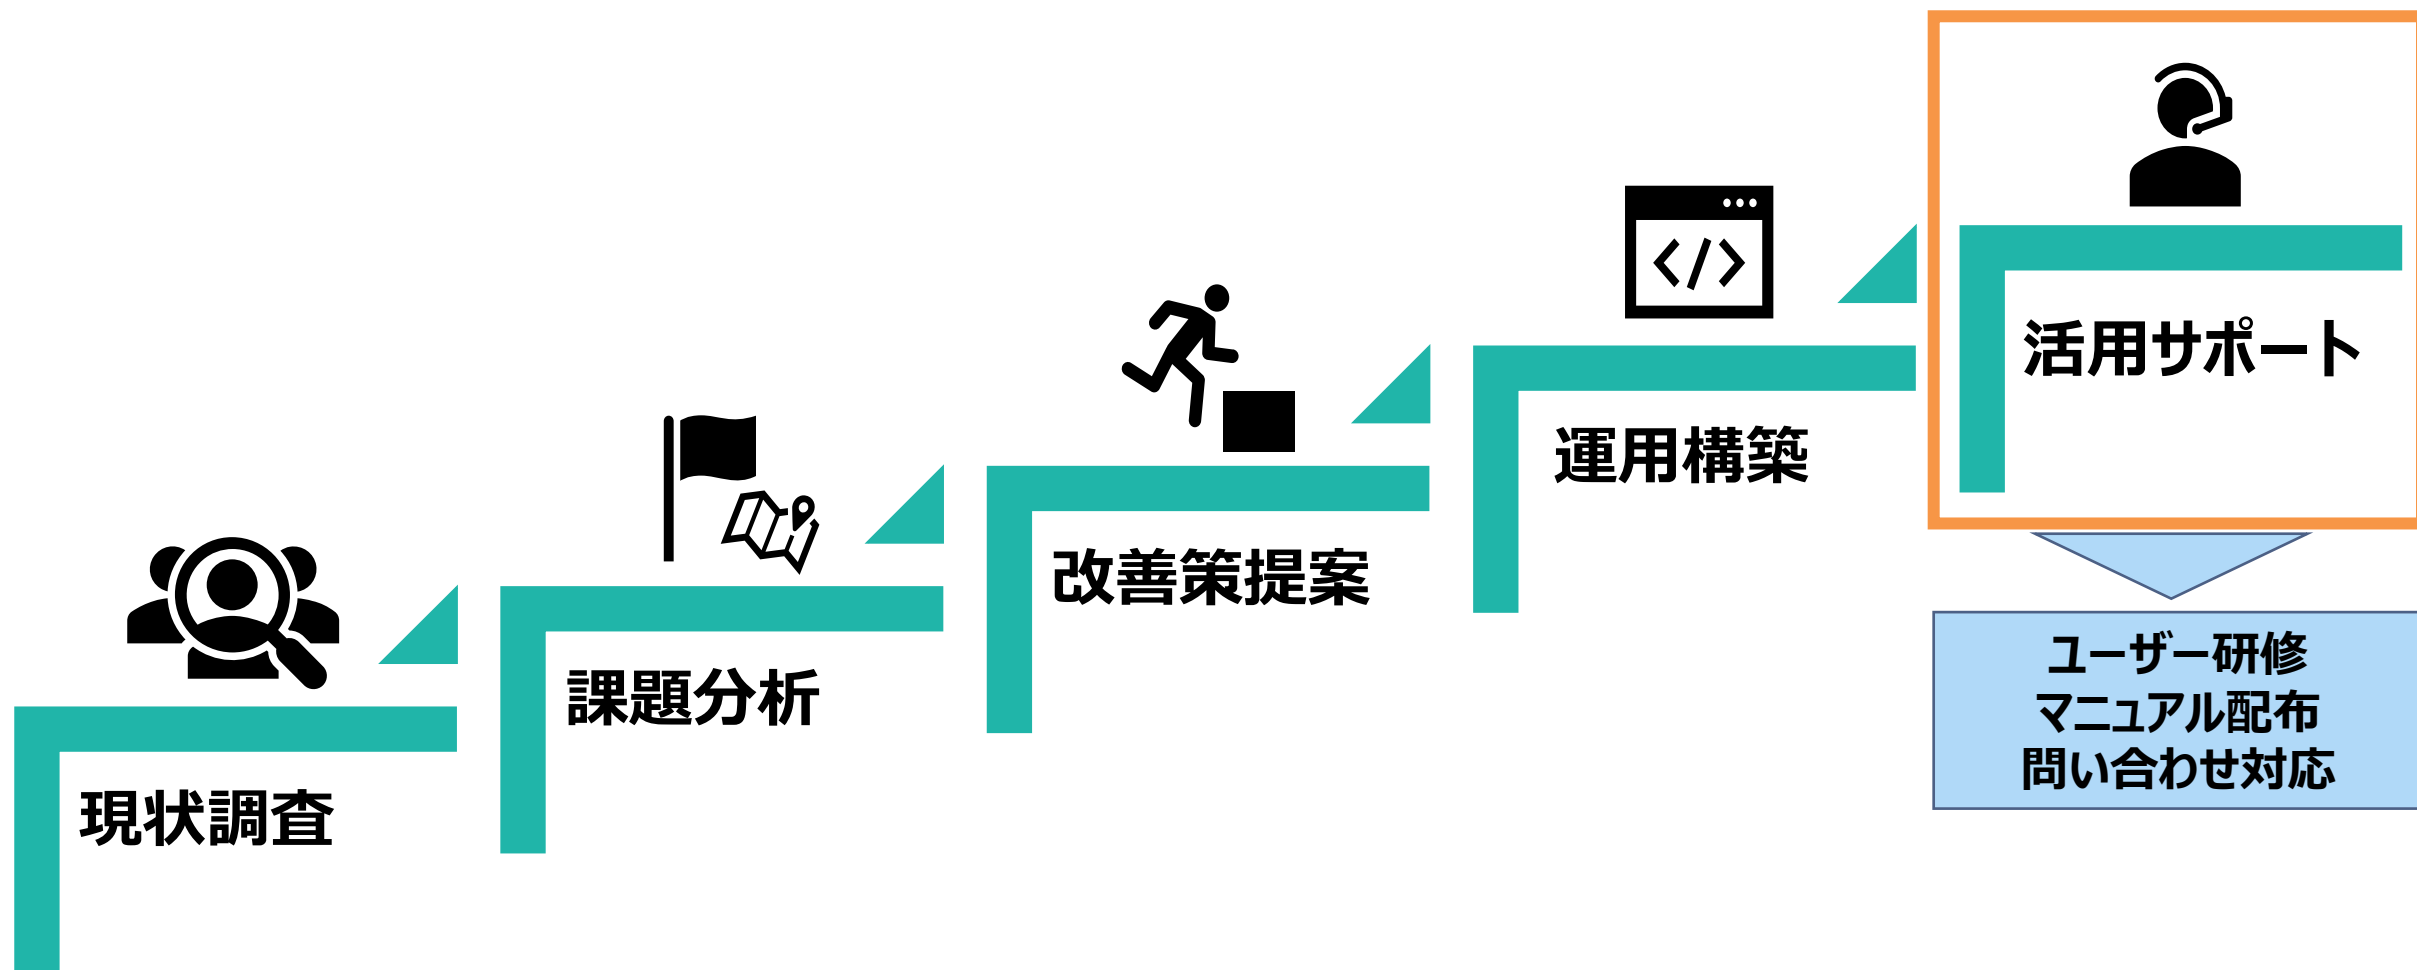 現状調査
課題分析
改善策提案
運用構築
活用サポート
ユーザー研修
マニュアル配布
問い合わせ対応